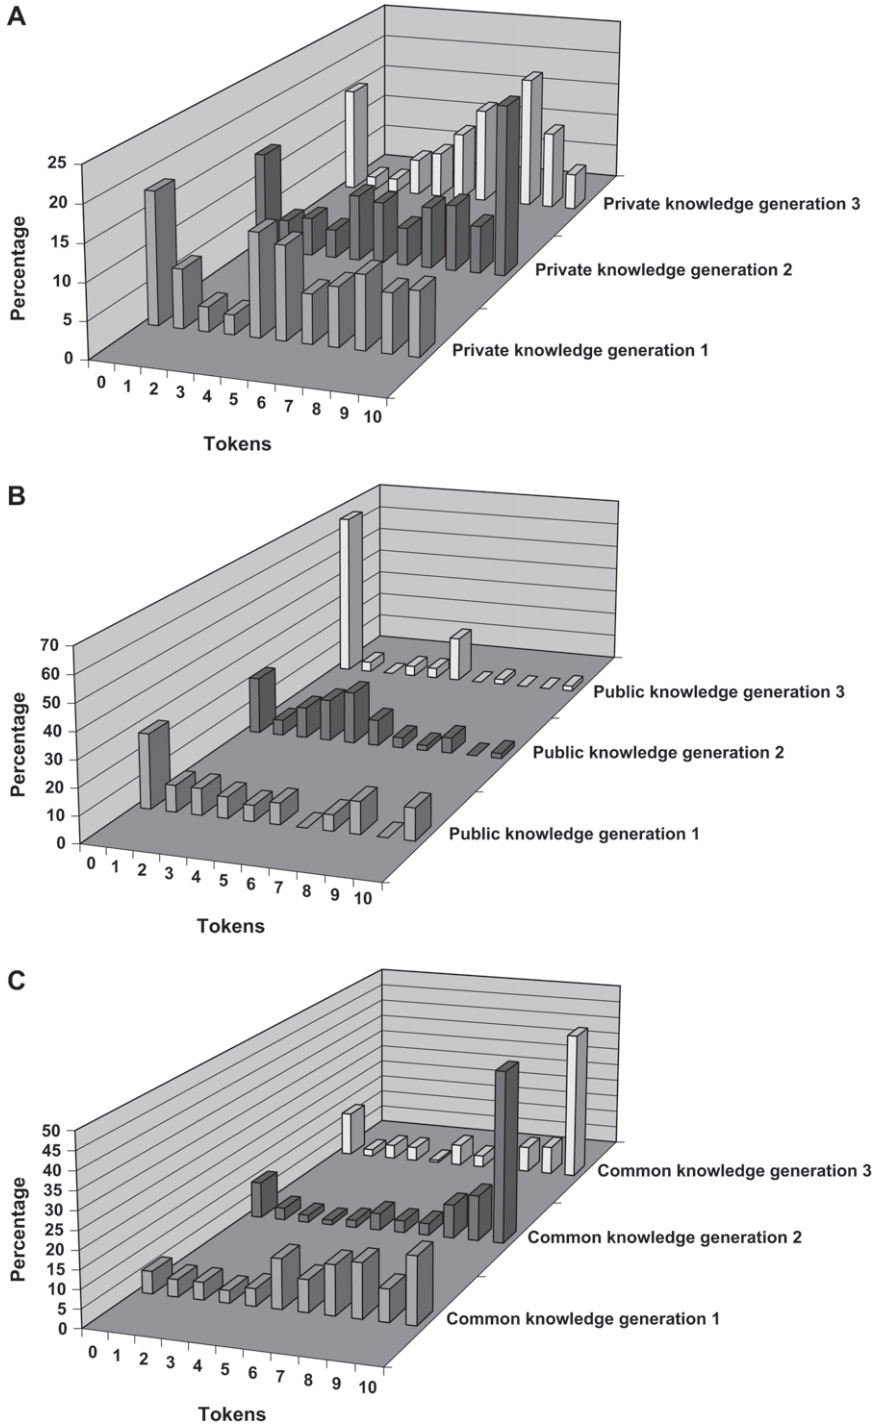 A
25
20
15
10
5
0
Percentage
0 1 2 3 4 5 6 7 8 9 10
Tokens
Private knowledge generation 3
Private knowledge generation 2
Private knowledge generation 1
B
70
60
50
40
30
20
10
0
Percentage
0 1 2 3 4 5 6 7 8 9 10
Tokens
Public knowledge generation 3
Public knowledge generation 2
Public knowledge generation 1
C
50
45
40
35
30
25
20
15
10
5
0
Percentage
0 1 2 3 4 5 6 7 8 9 10
Tokens
Common knowledge generation 3
Common knowledge generation 2
Common knowledge generation 1